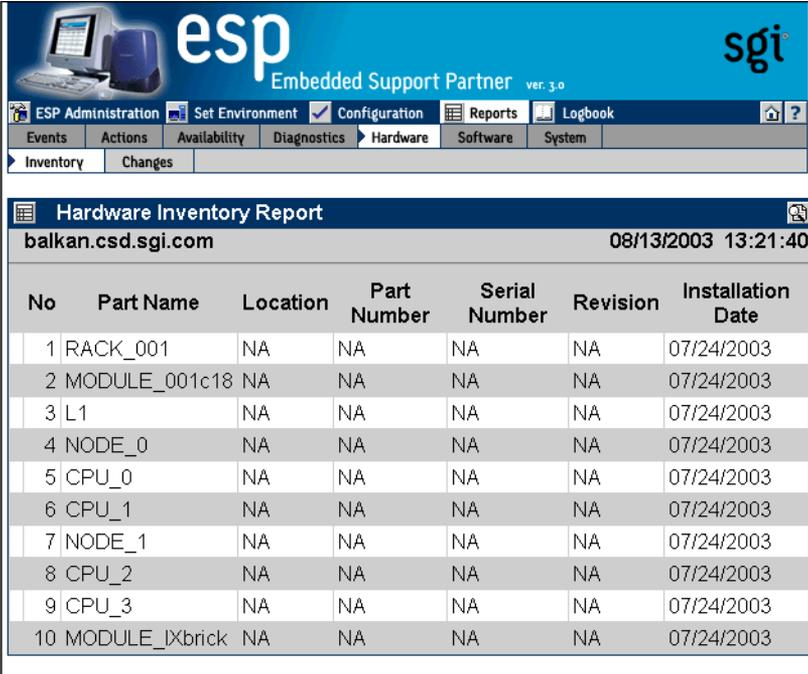 esp
sgi
Embedded Support Partner ver. 3.0
ESP Administration Set Environment Configuration Reports Logbook ?
Events Actions Availability Diagnostics Hardware Software System
Inventory Changes
Hardware Inventory Report
balkan.csd.sgi.com 08/13/2003 13:21:40
No Part Name Location Part Number Serial Number Revision Installation Date
1 RACK_001 NA NA NA NA 07/24/2003
2 MODULE_001c18 NA NA NA NA 07/24/2003
3 L1 NA NA NA NA 07/24/2003
4 NODE_0 NA NA NA NA 07/24/2003
5 CPU_0 NA NA NA NA 07/24/2003
6 CPU_1 NA NA NA NA 07/24/2003
7 NODE_1 NA NA NA NA 07/24/2003
8 CPU_2 NA NA NA NA 07/24/2003
9 CPU_3 NA NA NA NA 07/24/2003
10 MODULE_IXbrick NA NA NA NA 07/24/2003